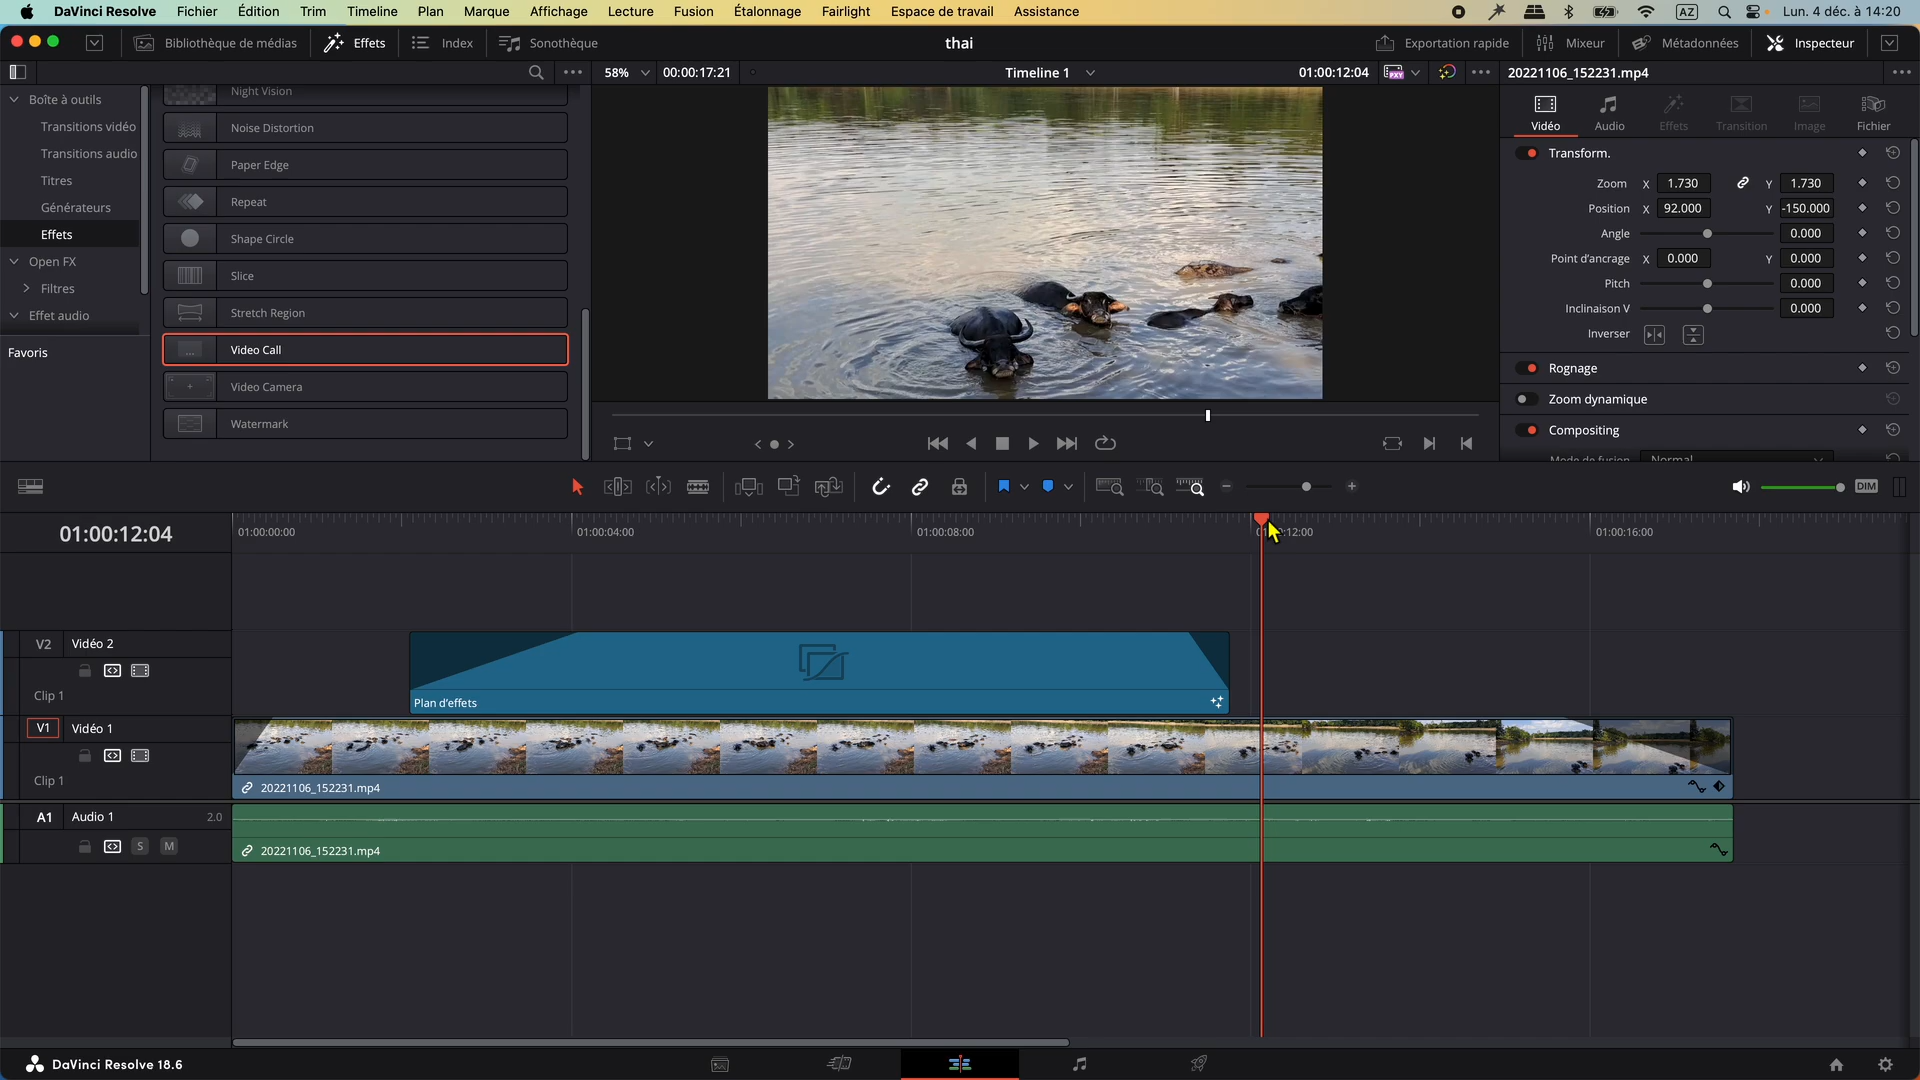 DaVinci Resolve Fichier Édition Trim Timeline Plan Marque Affichage Lecture Fusion Étalonnage Fairlight Espace de travail Assistance AZ Lun. 4 déc. à 14:20
Bibliothèque de médias Effets Index Sonothèque thai Exportation rapide Mixeur Métadonnées Inspecteur
58% 00:00:17:21 Timeline 1 01:00:12:04 PXY 20221106_152231.mp4
Boîte à outils
Transitions vidéo
Transitions audio
Titres
Générateurs
Effets
Open FX
Filtres
Effet audio
Favoris
Night Vision
Noise Distortion
Paper Edge
Repeat
Shape Circle
Slice
Stretch Region
Video Call
Video Camera
Watermark
Vidéo Audio Effets Transition Image Fichier
Transform.
Zoom X 1.730 Y 1.730
Position X 92.000 Y -150.000
Angle 0.000
Point d'ancrage X 0.000 Y 0.000
Pitch 0.000
Inclinaison V 0.000
Inverser
Rognage
Zoom dynamique
Compositing
Mode de fusion Normal
DIM
01:00:12:04
01:00:00:00 01:00:04:00 01:00:08:00 12:00 01:00:16:00
V2 Vidéo 2
Clip 1
Plan d'effets
V1 Vidéo 1
Clip 1
20221106_152231.mp4
A1 Audio 1 2.0
S M
20221106_152231.mp4
DaVinci Resolve 18.6